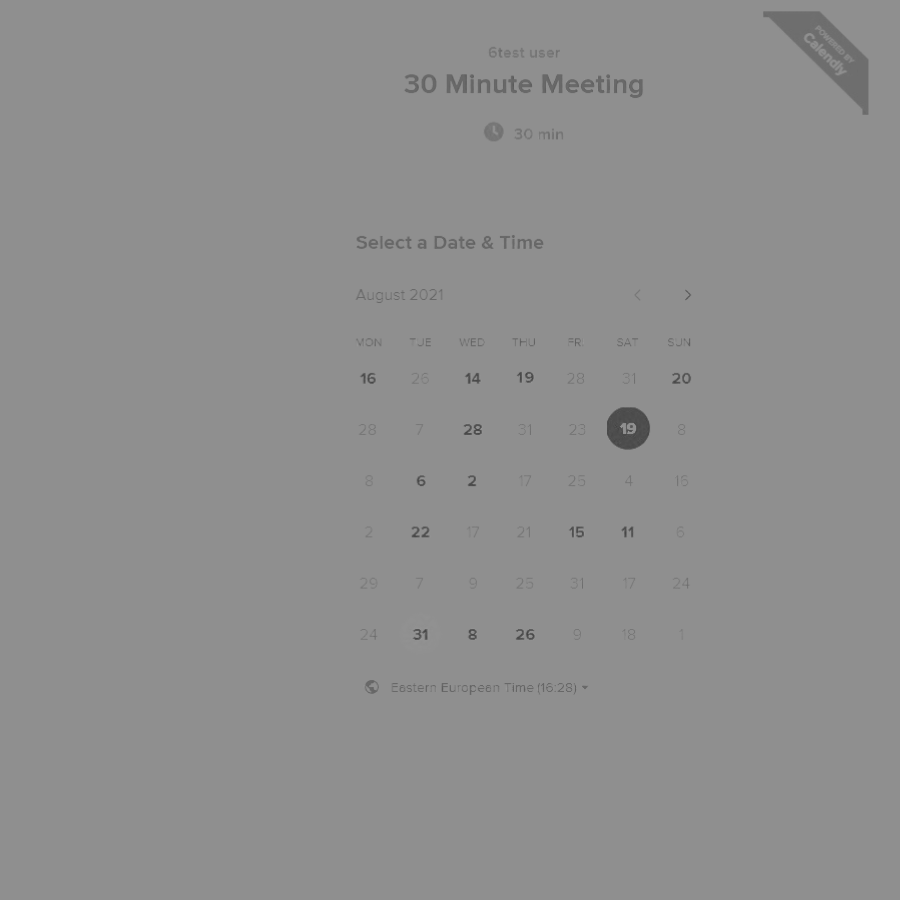 POWERED BY
Calendly
6test user
30 Minute Meeting
30 min
Select a Date & Time
August 2021
MON TUE WED THU FR. SAT SUN
16 26 14 19 28 31 20
28 7 28 31 23 19 8
8 6 2 17 25 4 15
2 22 17 21 15 11 6
29 7 9 25 31 17 24
24 31 8 26 9 18 1
Eastern European Time (16:28)